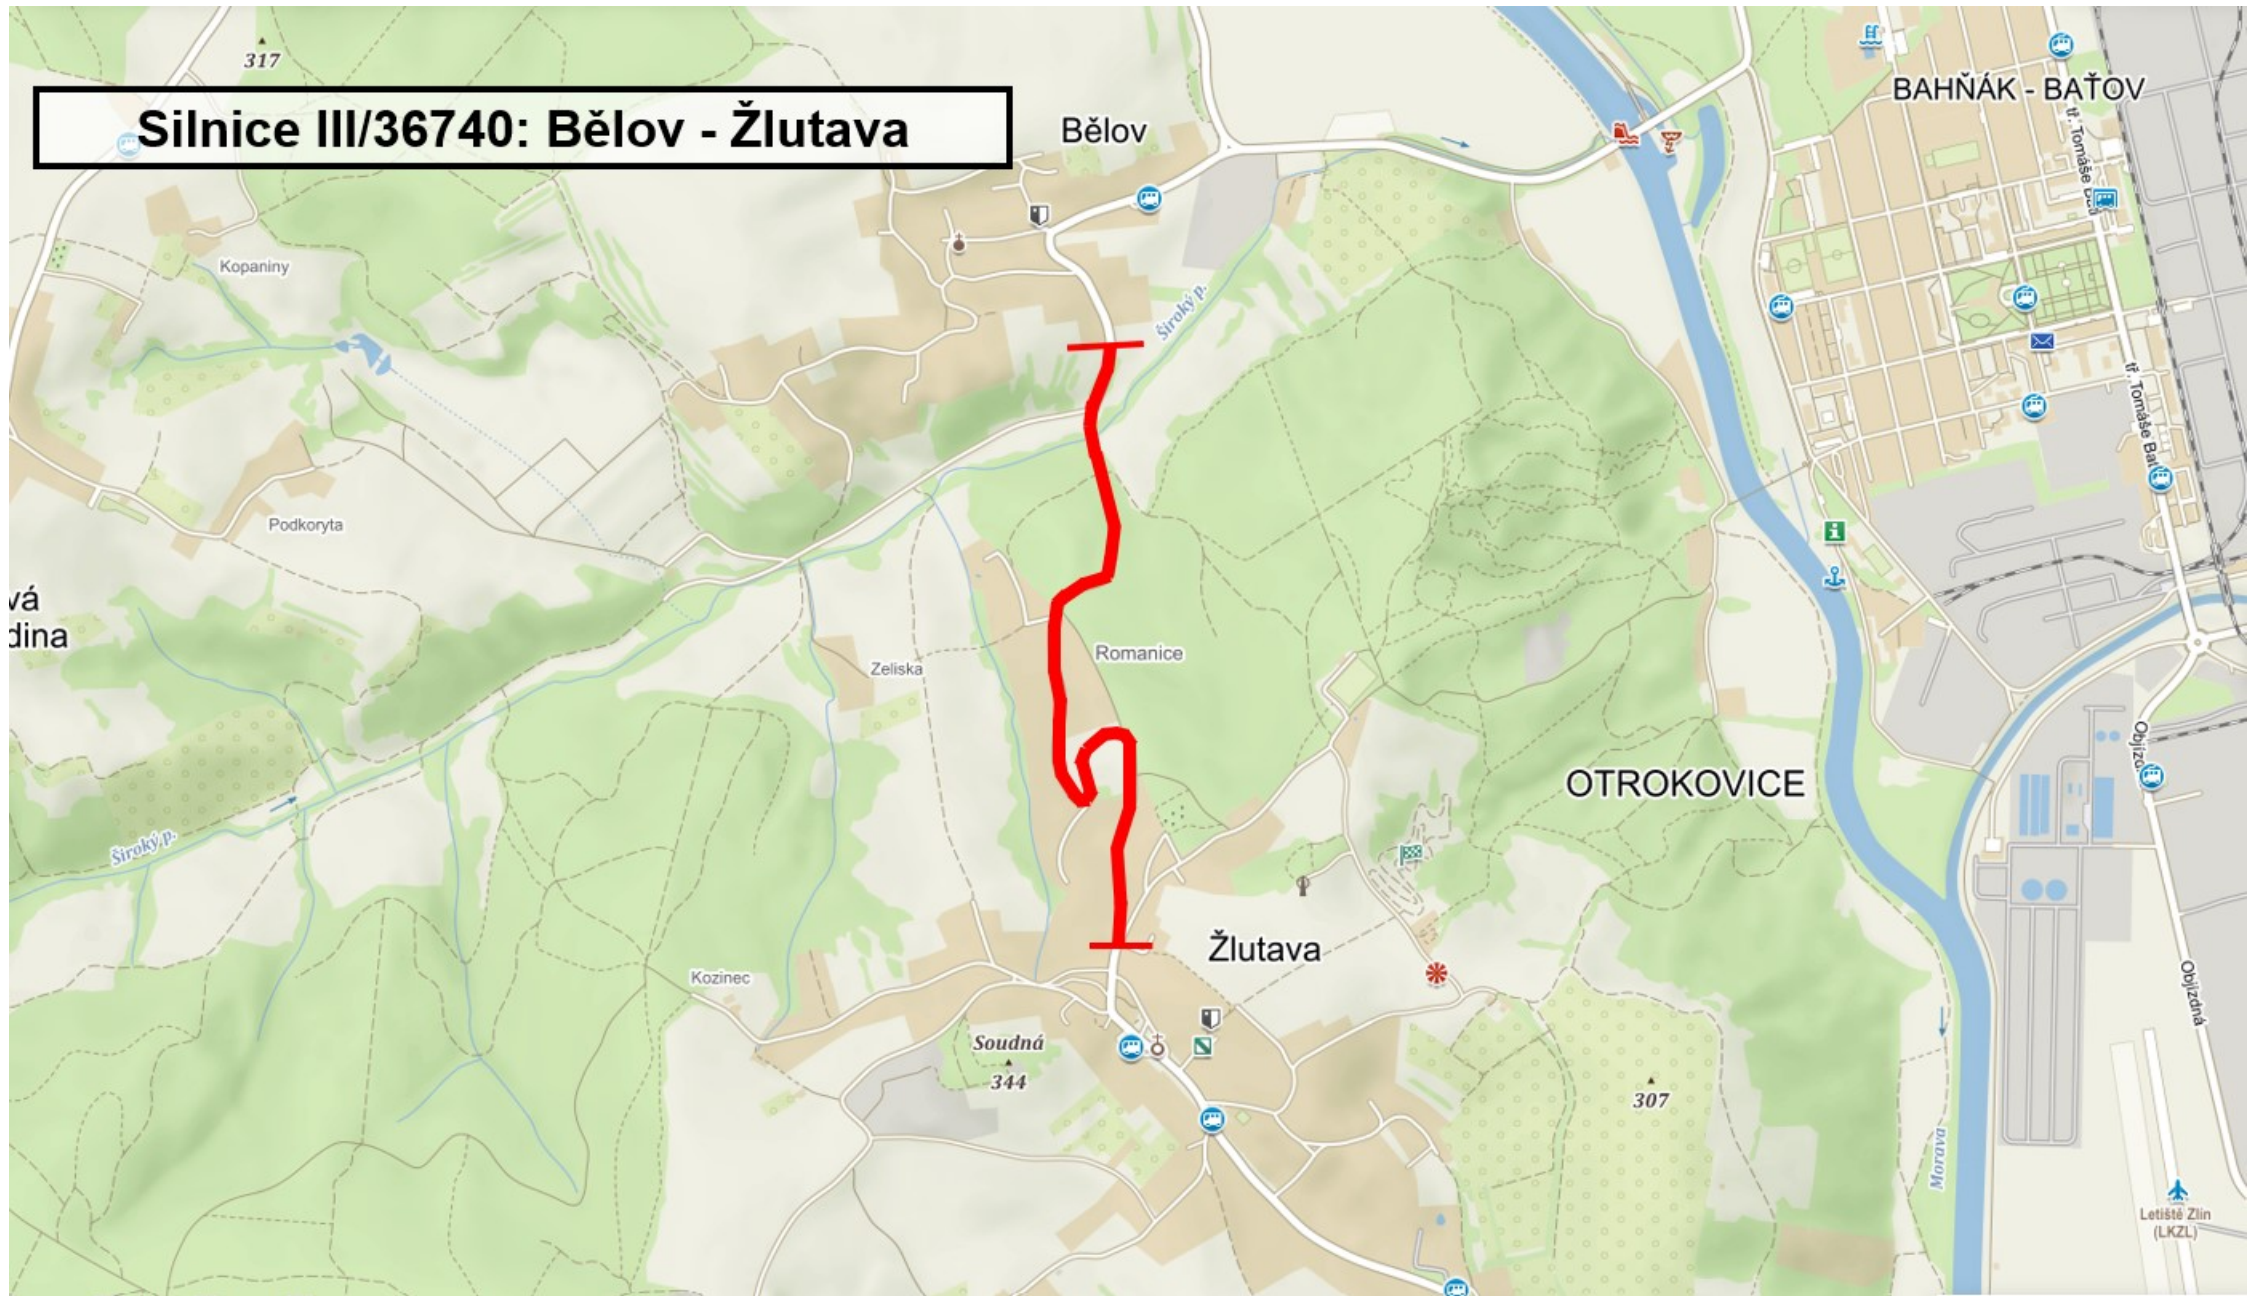 317
Silnice III/36740: Bělov - Žlutava
Bělov
BAHŇÁK - BAŤOV
tř. Tomáše Bati
Kopaniny
Široký p.
tř. Tomáše Bati
Podkoryta
vá
dina
Romanice
Zeliska
OTROKOVICE
Objízd
Široký p.
Žlutava
Kozinec
Soudná
344
307
Objízdná
Morava
Letiště Zlín
(LKZL)